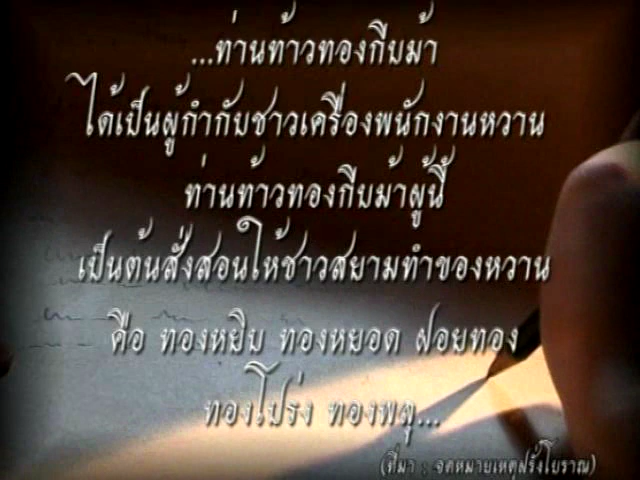 ...ท่านท้าวทองกีบม้า
ได้เป็นผู้กำกับชาวเครื่องพนักงานหวาน
ท่านท้าวทองกีบม้าผู้นี้
เป็นต้นสั่งสอนให้ชาวสยามทำของหวาน
คือ ทองหยิบ ทองหยอด ฝอยทอง
ทองโปร่ง ทองพลุ...
(ที่มา : จดหมายเหตุฝรั่งโบราณ)